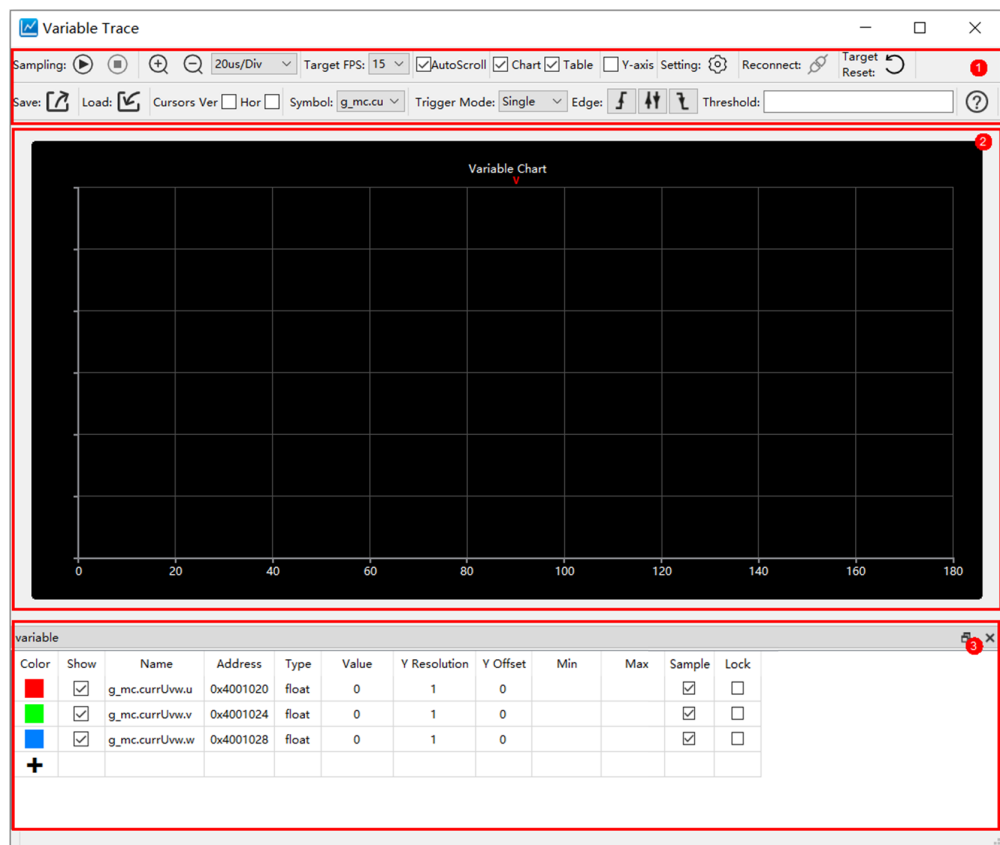 Variable Trace
Sampling: 20us/Div Target FPS: 15 AutoScroll Chart Table Y-axis Setting: Reconnect: Target Reset: 1
Save: Load: Cursors Ver Hor Symbol: g_mc.cu Trigger Mode: Single Edge: Threshold: ?
2
Variable Chart
V
0 20 40 60 80 100 120 140 160 180
variable
3
Color Show Name Address Type Value Y Resolution Y Offset Min Max Sample Lock
g_mc.currUvw.u 0x4001020 float 0 1 0
g_mc.currUvw.v 0x4001024 float 0 1 0
g_mc.currUvw.w 0x4001028 float 0 1 0